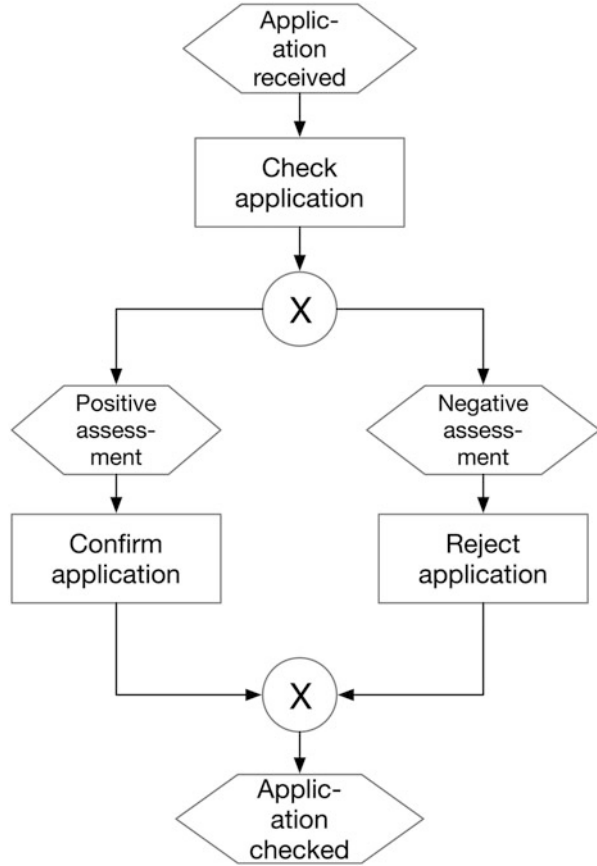 Applic-
ation
received
Check
application
X
Positive
assess-
ment
Negative
assess-
ment
Confirm
application
Reject
application
X
Applic-
ation
checked